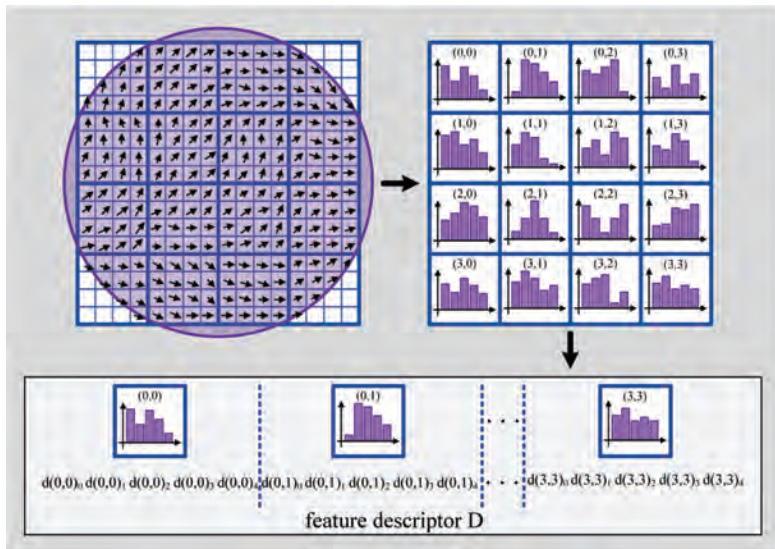 (0,0) (0,1) (0,2) (0,3)
(1,0) (1,1) (1,2) (1,3)
(2,0) (2,1) (2,2) (2,3)
(3,0) (3,1) (3,2) (3,3)
(0,0) (0,1) (3,3)
d(0,0)₀ d(0,0)₁ d(0,0)₂ d(0,0)₃ d(0,0)₄ d(0,1)₀ d(0,1)₁ d(0,1)₂ d(0,1)₃ d(0,1)₄ · · · d(3,3)₀ d(3,3)₁ d(3,3)₂ d(3,3)₃ d(3,3)₄
feature descriptor D